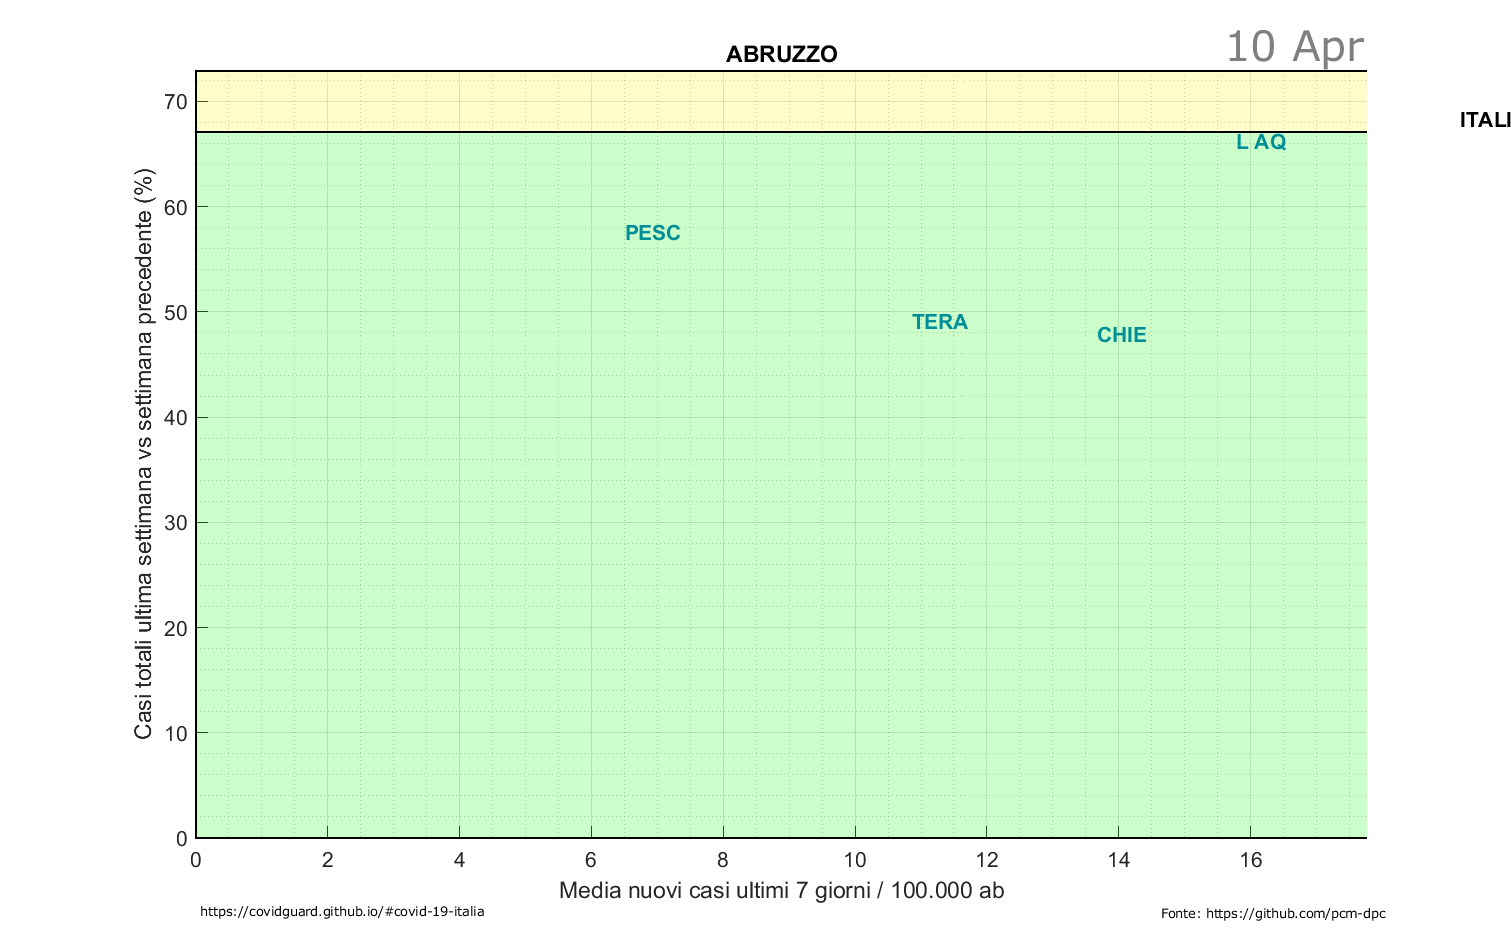 ABRUZZO
10 Apr
ITALI
70
60
50
40
30
20
10
0
Casi totali ultima settimana vs settimana precedente (%)
L AQ
PESC
TERA
CHIE
0 2 4 6 8 10 12 14 16
Media nuovi casi ultimi 7 giorni / 100.000 ab
https://covidguard.github.io/#covid-19-italia
Fonte: https://github.com/pcm-dpc